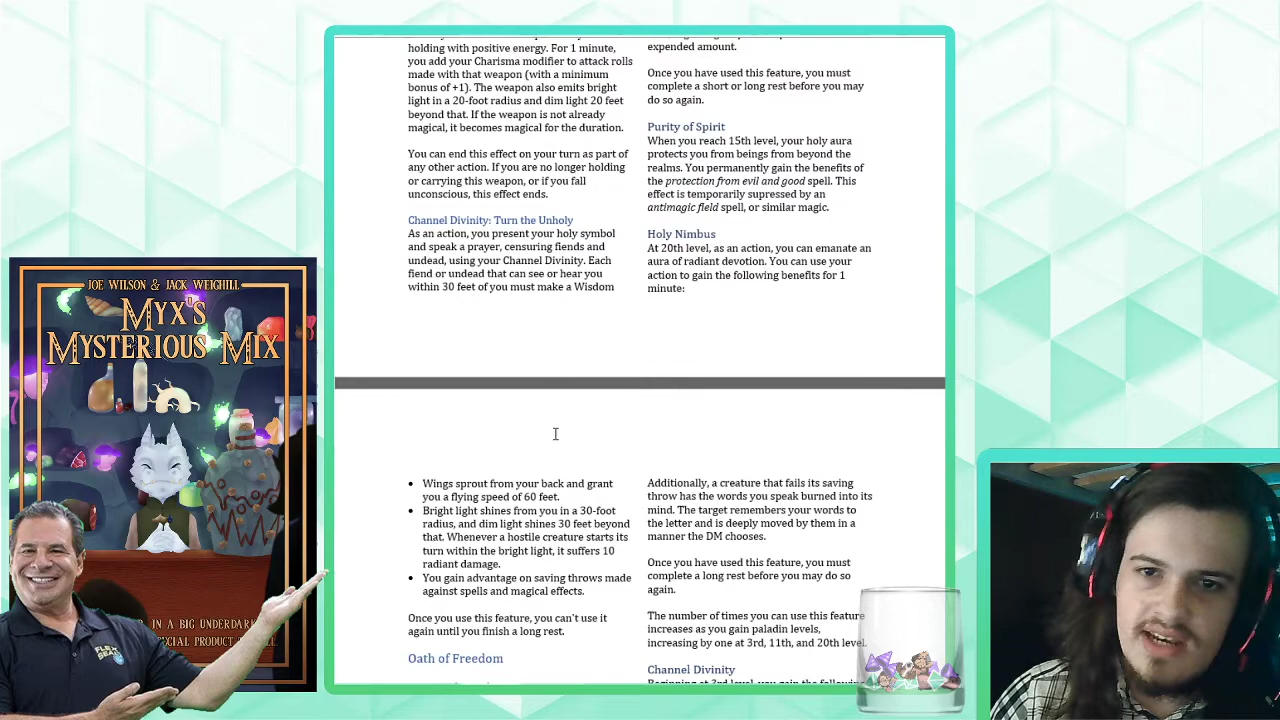 holding with positive energy. For 1 minute,
you add your Charisma modifier to attack rolls
made with that weapon (with a minimum
bonus of +1). The weapon also emits bright
light in a 20-foot radius and dim light 20 feet
beyond that. If the weapon is not already
magical, it becomes magical for the duration.
You can end this effect on your turn as part of
any other action. If you are no longer holding
or carrying this weapon, or if you fall
unconscious, this effect ends.
Channel Divinity: Turn the Unholy
As an action, you present your holy symbol
and speak a prayer, censuring fiends and
undead, using your Channel Divinity. Each
fiend or undead that can see or hear you
within 30 feet of you must make a Wisdom
expended amount.
Once you have used this feature, you must
complete a short or long rest before you may
do so again.
Purity of Spirit
When you reach 15th level, your holy aura
protects you from beings from beyond the
realms. You permanently gain the benefits of
the protection from evil and good spell. This
effect is temporarily supressed by an
antimagic field spell, or similar magic.
Holy Nimbus
At 20th level, as an action, you can emanate an
aura of radiant devotion. You can use your
action to gain the following benefits for 1
minute:
• Wings sprout from your back and grant
you a flying speed of 60 feet.
• Bright light shines from you in a 30-foot
radius, and dim light shines 30 feet beyond
that. Whenever a hostile creature starts its
turn within the bright light, it suffers 10
radiant damage.
• You gain advantage on saving throws made
against spells and magical effects.
Once you use this feature, you can't use it
again until you finish a long rest.
Oath of Freedom
Additionally, a creature that fails its saving
throw has the words you speak burned into its
mind. The target remembers your words to
the letter and is deeply moved by them in a
manner the DM chooses.
Once you have used this feature, you must
complete a long rest before you may do so
again.
The number of times you can use this feature
increases as you gain paladin levels,
increasing by one at 3rd, 11th, and 20th level.
Channel Divinity
Beginning at 3rd level, you gain the following
JOE WILSON & JACK WEIGHILL
MYX'S
MYSTERIOUS MIX
IN A BIG UNDERDARK
PRODUCT
FLEX
SEAL